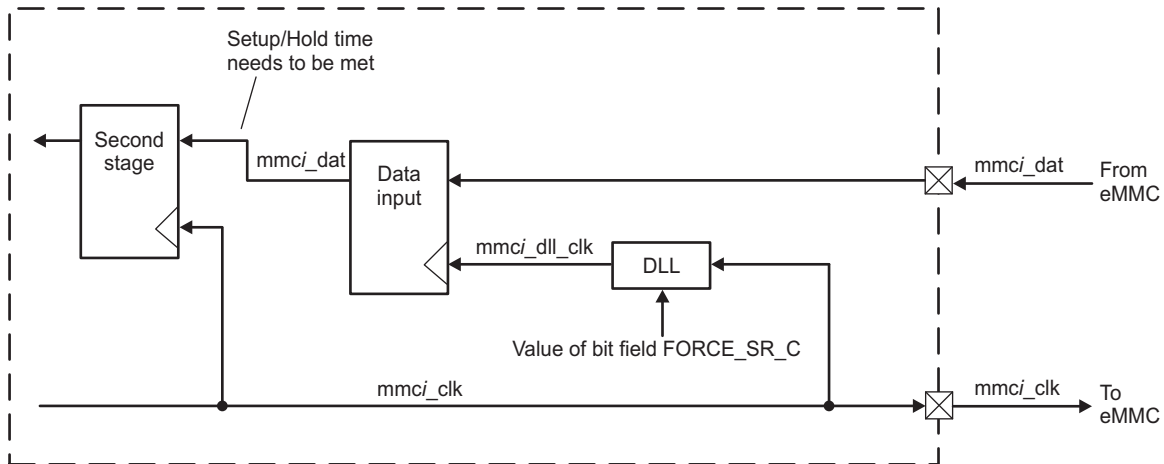 Setup/Hold time
needs to be met
Second
stage
mmci_dat
Data
input
mmci_dat
From
eMMC
mmci_dll_clk
DLL
Value of bit field FORCE_SR_C
mmci_clk
mmci_clk
To
eMMC